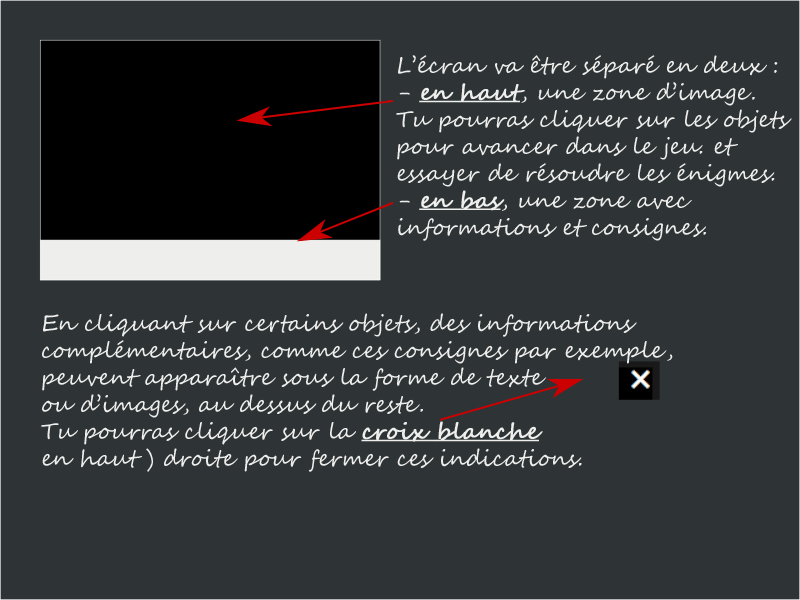 L'écran va être séparé en deux :
- en haut, une zone d'image.
Tu pourras cliquer sur les objets
pour avancer dans le jeu. et
essayer de résoudre les énigmes.
- en bas, une zone avec
informations et consignes.
En cliquant sur certains objets, des informations
complémentaires, comme ces consignes par exemple,
peuvent apparaître sous la forme de texte
ou d'images, au dessus du reste.
Tu pourras cliquer sur la croix blanche
en haut ) droite pour fermer ces indications.